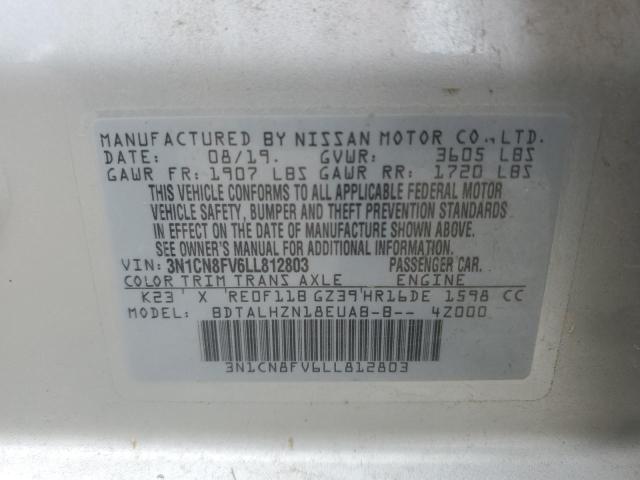 MANUFACTURED BY NISSAN MOTOR CO., LTD.
DATE: 08/19. GVWR: 3605 LBS
GAWR FR: 1907 LBS GAWR RR: 1720 LBS
THIS VEHICLE CONFORMS TO ALL APPLICABLE FEDERAL MOTOR
VEHICLE SAFETY, BUMPER AND THEFT PREVENTION STANDARDS
IN EFFECT ON THE DATE OF MANUFACTURE SHOWN ABOVE.
SEE OWNER'S MANUAL FOR ADDITIONAL INFORMATION.
VIN: 3N1CN8FV6LL812803 PASSENGER CAR.
COLOR TRIM TRANS AXLE ENGINE
K23 X RE0F11B GZ39 HR16DE 1598 CC
MODEL: BDTALHZN18EUAB-B-- 4Z000
3N1CN8FV6LL812803